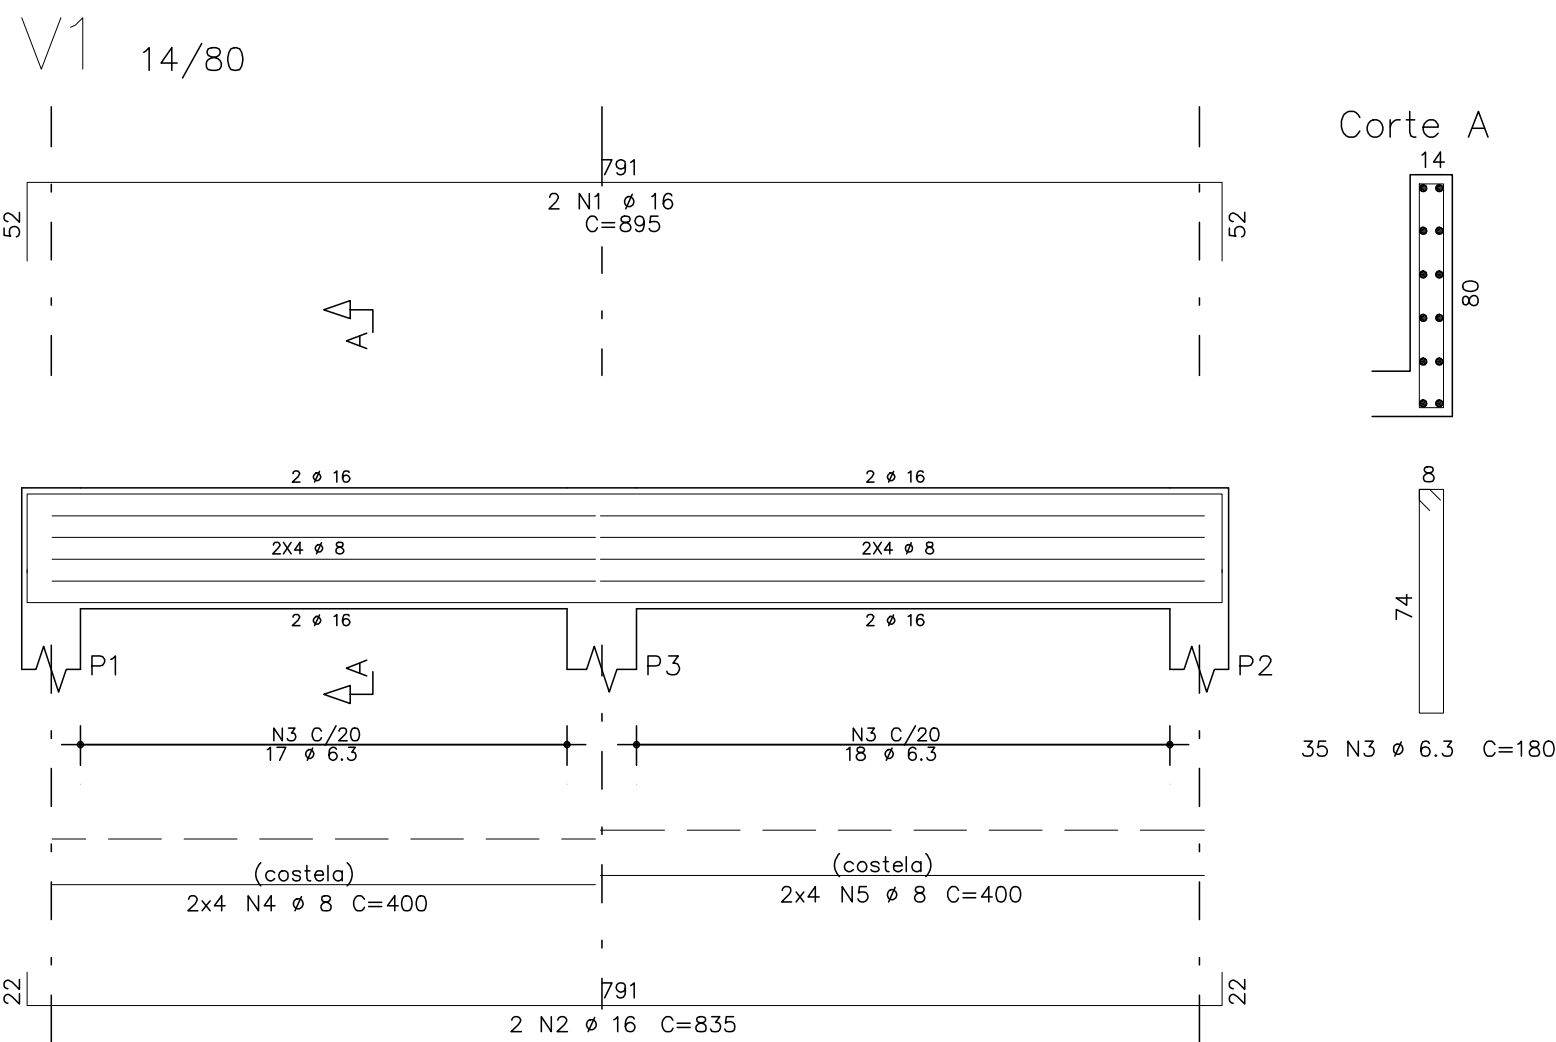 V1 14/80
Corte A
14
791
2 N1 ø 16
C=895
52
52
80
A
2 ø 16
2 ø 16
8
2X4 ø 8
2X4 ø 8
74
2 ø 16
2 ø 16
A
P1
P3
P2
N3 C/20
17 ø 6.3
N3 C/20
18 ø 6.3
35 N3 ø 6.3 C=180
(costela)
2x4 N4 ø 8 C=400
(costela)
2x4 N5 ø 8 C=400
22
791
22
2 N2 ø 16 C=835